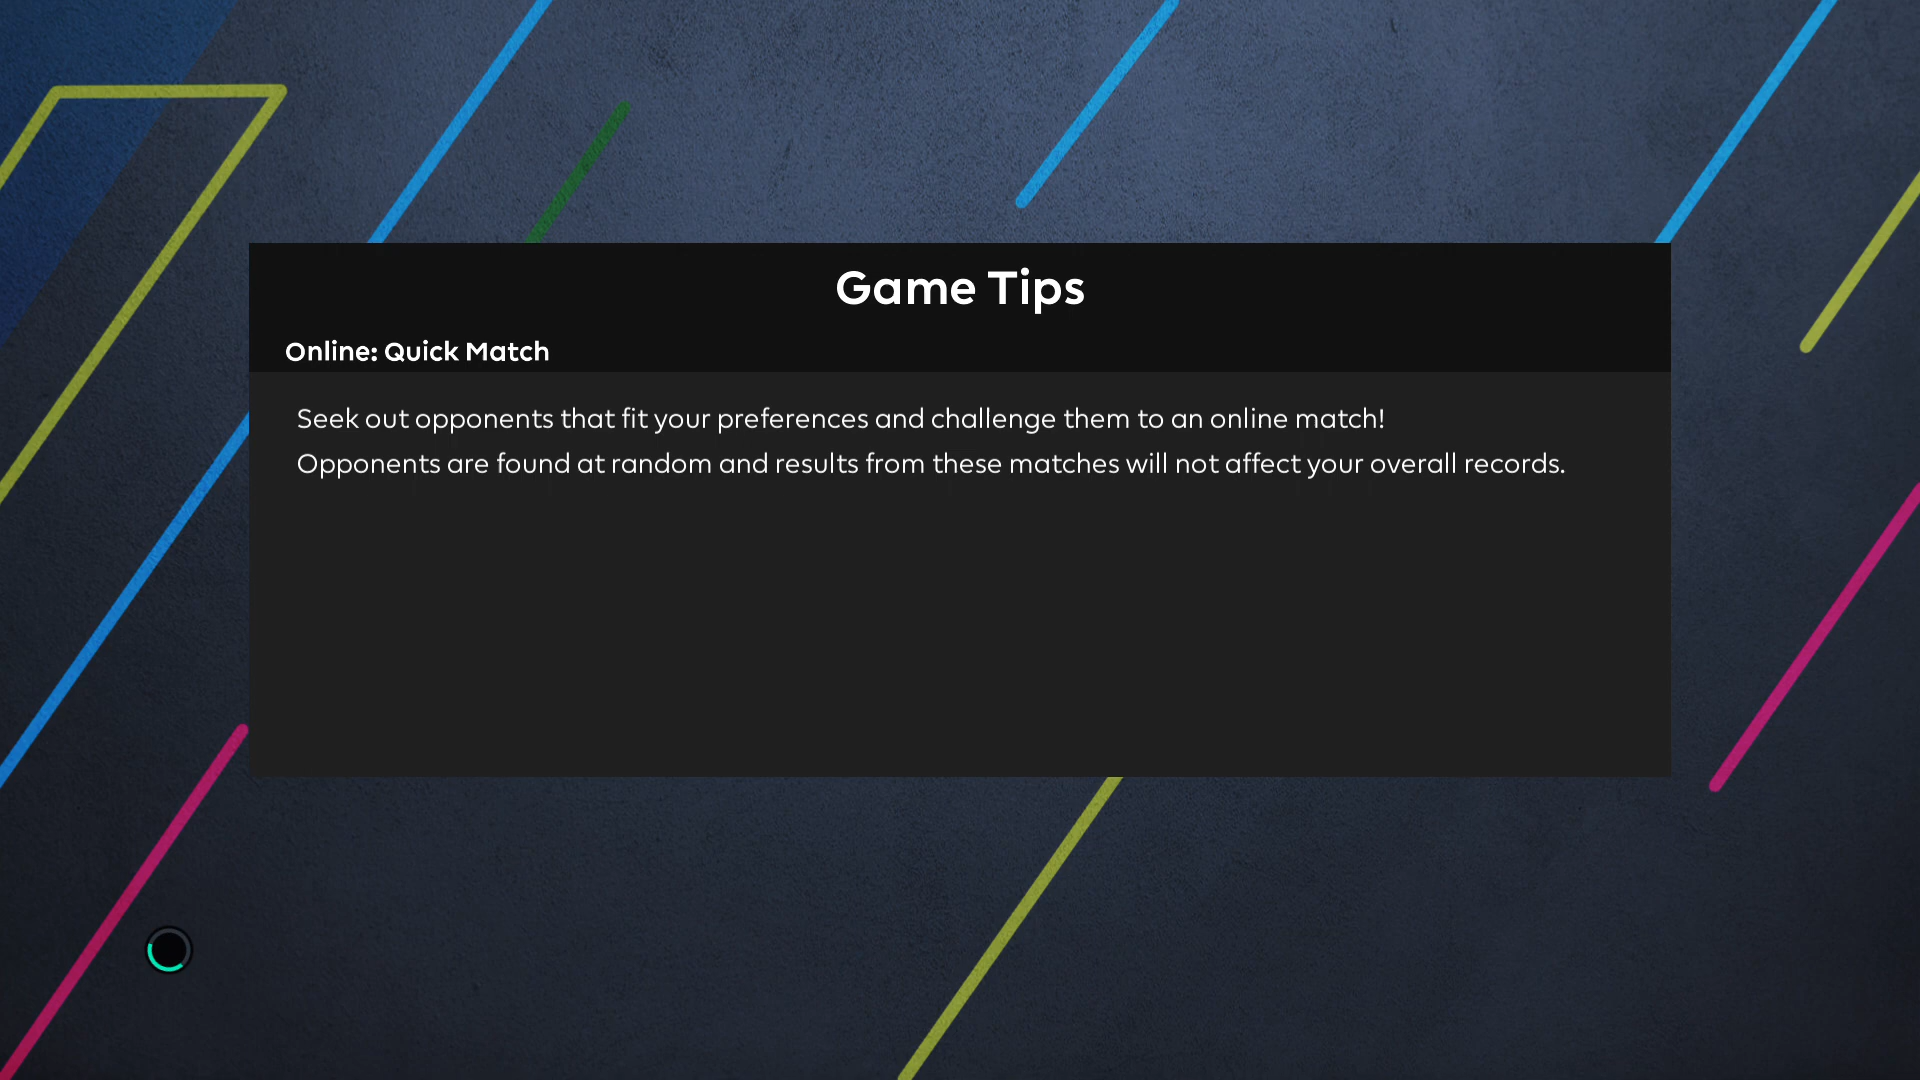 Game Tips
Online: Quick Match
Seek out opponents that fit your preferences and challenge them to an online match!
Opponents are found at random and results from these matches will not affect your overall records.